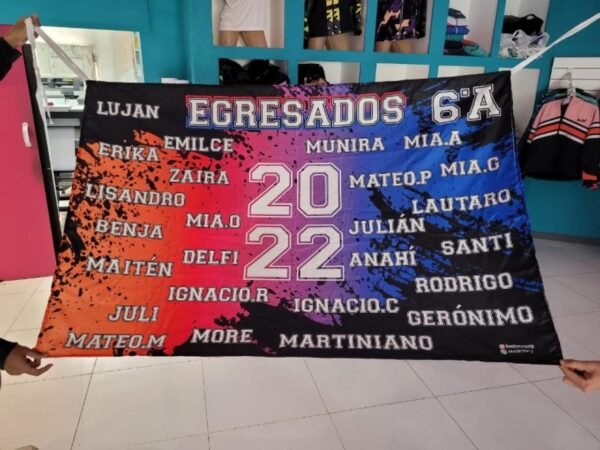 LUJAN EGRESADOS 6°A
ERIKA EMILCE MUNIRA MIA.A
ZAIRA 20 MATEO.P MIA.G
LISANDRO LAUTARO
BENJA MIA.O JULIÁN
MAITÉN DELFI 22 ANAHÍ SANTI
IGNACIO.R IGNACIO.C RODRIGO
JULI GERÓNIMO
MATEO.M MORE MARTINIANO